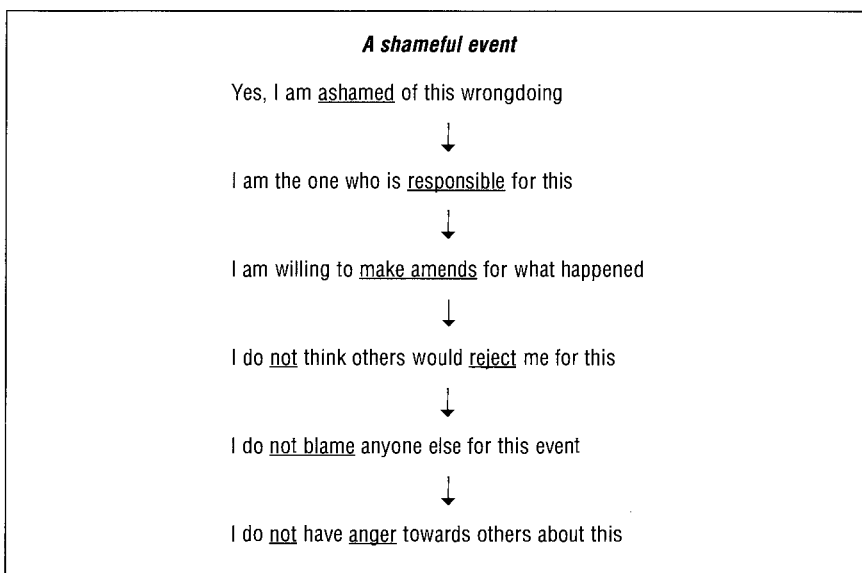 A shameful event
Yes, I am ashamed of this wrongdoing
I am the one who is responsible for this
I am willing to make amends for what happened
I do not think others would reject me for this
I do not blame anyone else for this event
I do not have anger towards others about this